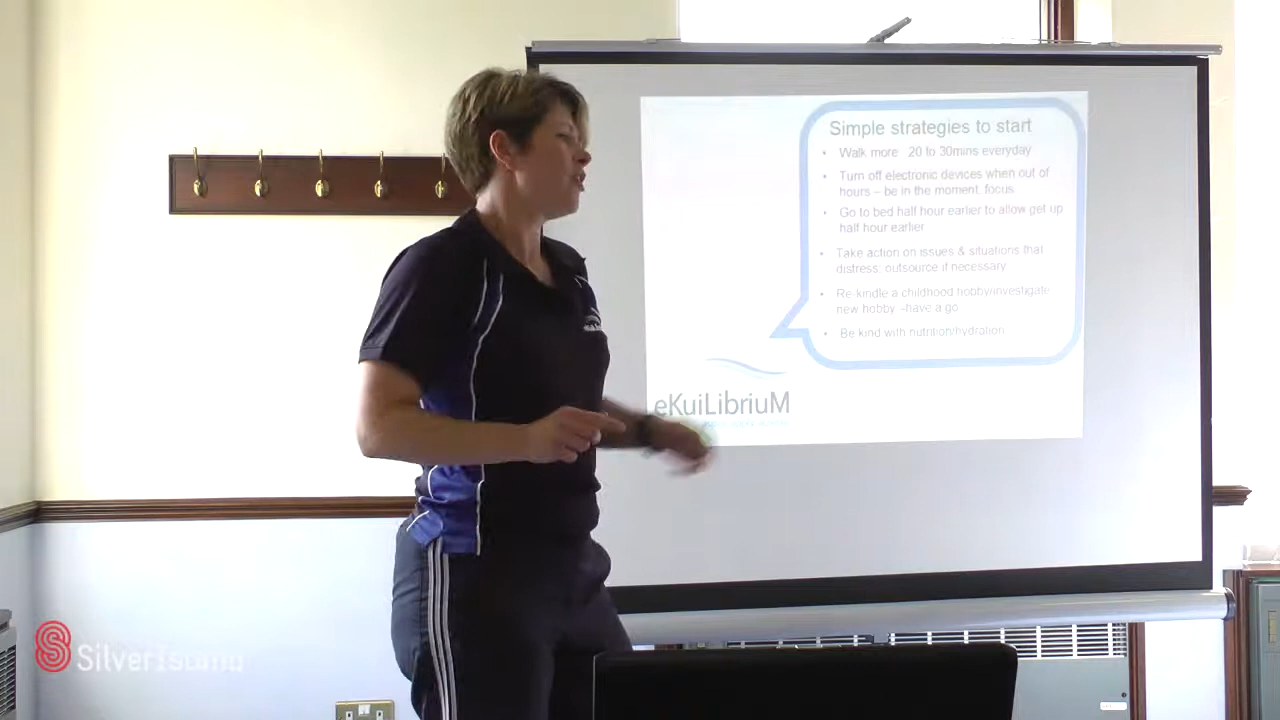 Simple strategies to start
• Walk more 20 to 30mins everyday
• Turn off electronic devices when out of
hours – be in the moment, focus
• Go to bed half hour earlier to allow get up
half hour earlier
• Take action on issues & situations that
distress: outsource if necessary
• Re-kindle a childhood hobby/investigate
new hobby –have a go
• Be kind with nutrition/hydration
eKuiLibriuM
SilverIsland